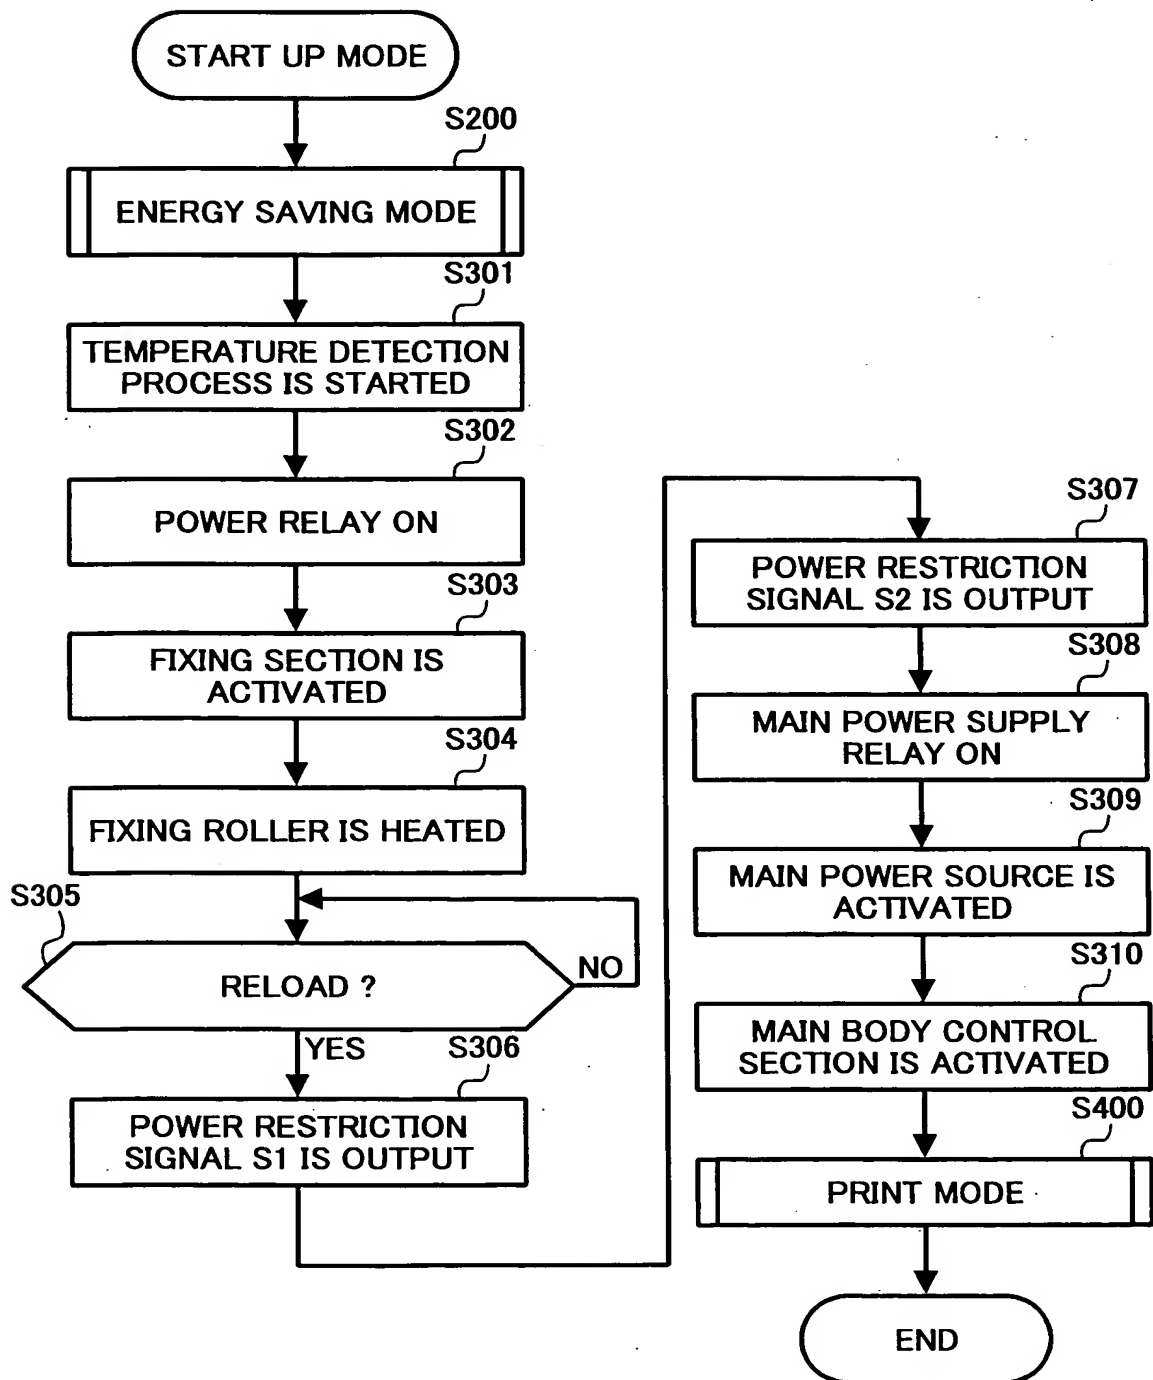 START UP MODE
S200
ENERGY SAVING MODE
S301
TEMPERATURE DETECTION
PROCESS IS STARTED
S302
POWER RELAY ON
S303
FIXING SECTION IS
ACTIVATED
S304
FIXING ROLLER IS HEATED
S305
RELOAD ?
NO
YES
S306
POWER RESTRICTION
SIGNAL S1 IS OUTPUT
S307
POWER RESTRICTION
SIGNAL S2 IS OUTPUT
S308
MAIN POWER SUPPLY
RELAY ON
S309
MAIN POWER SOURCE IS
ACTIVATED
S310
MAIN BODY CONTROL
SECTION IS ACTIVATED
S400
PRINT MODE
END